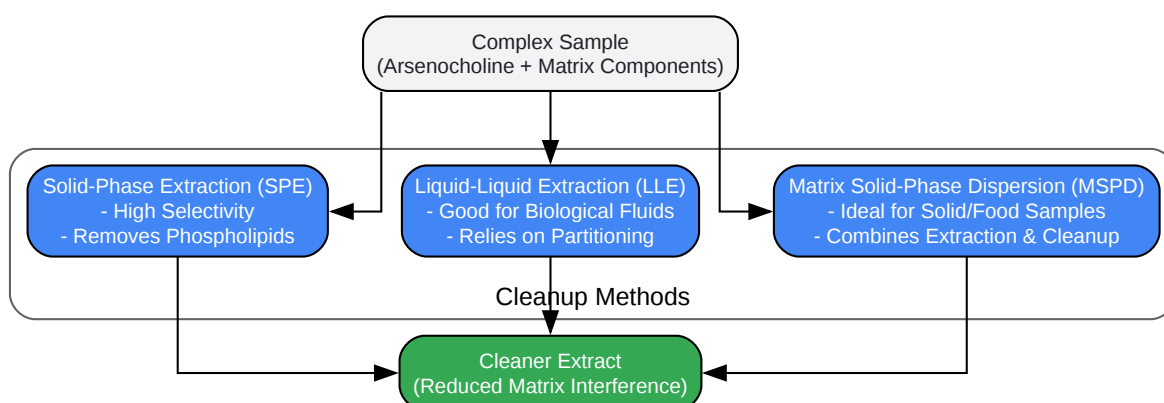 Complex Sample
(Arsenocholine + Matrix Components)
Solid-Phase Extraction (SPE)
- High Selectivity
- Removes Phospholipids
Liquid-Liquid Extraction (LLE)
- Good for Biological Fluids
- Relies on Partitioning
Matrix Solid-Phase Dispersion (MSPD)
- Ideal for Solid/Food Samples
- Combines Extraction & Cleanup
Cleanup Methods
Cleaner Extract
(Reduced Matrix Interference)